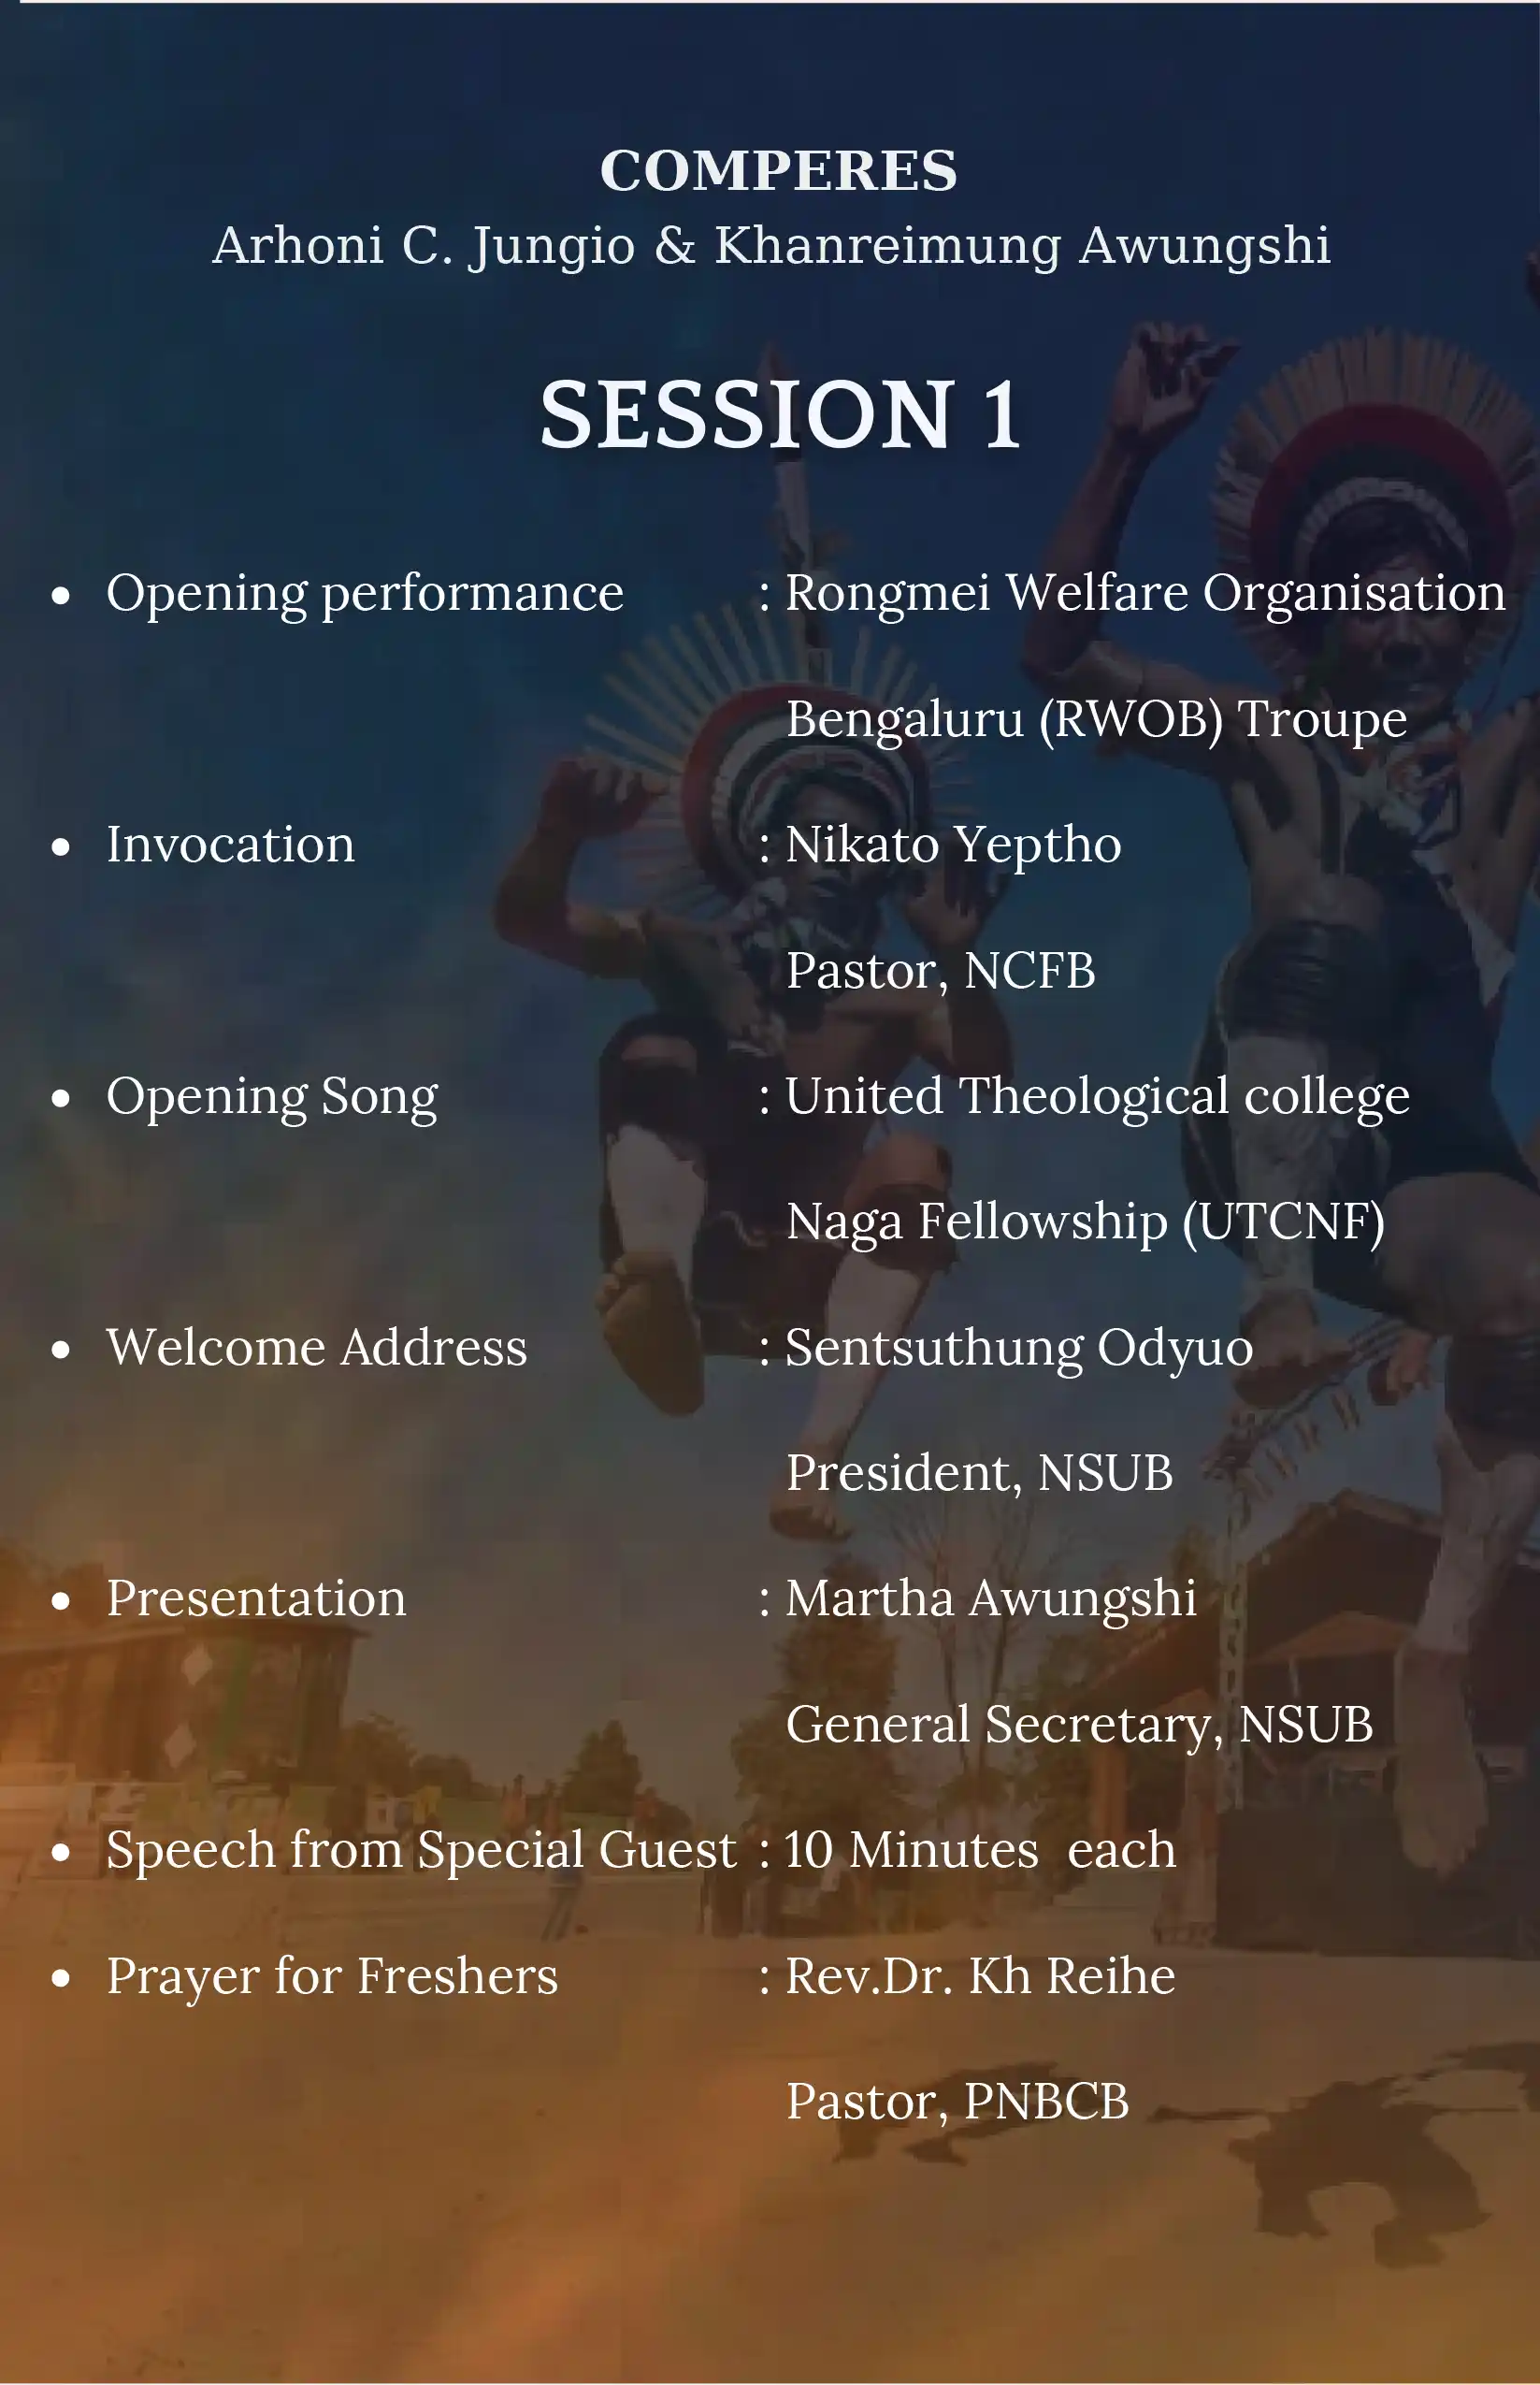 COMPERES
Arhoni C. Jungio & Khanreimung Awungshi
SESSION 1
• Opening performance : Rongmei Welfare Organisation
Bengaluru (RWOB) Troupe
• Invocation : Nikato Yeptho
Pastor, NCFB
• Opening Song : United Theological college
Naga Fellowship (UTCNF)
• Welcome Address : Sentsuthung Odyuo
President, NSUB
• Presentation : Martha Awungshi
General Secretary, NSUB
• Speech from Special Guest : 10 Minutes each
• Prayer for Freshers : Rev.Dr. Kh Reihe
Pastor, PNBCB